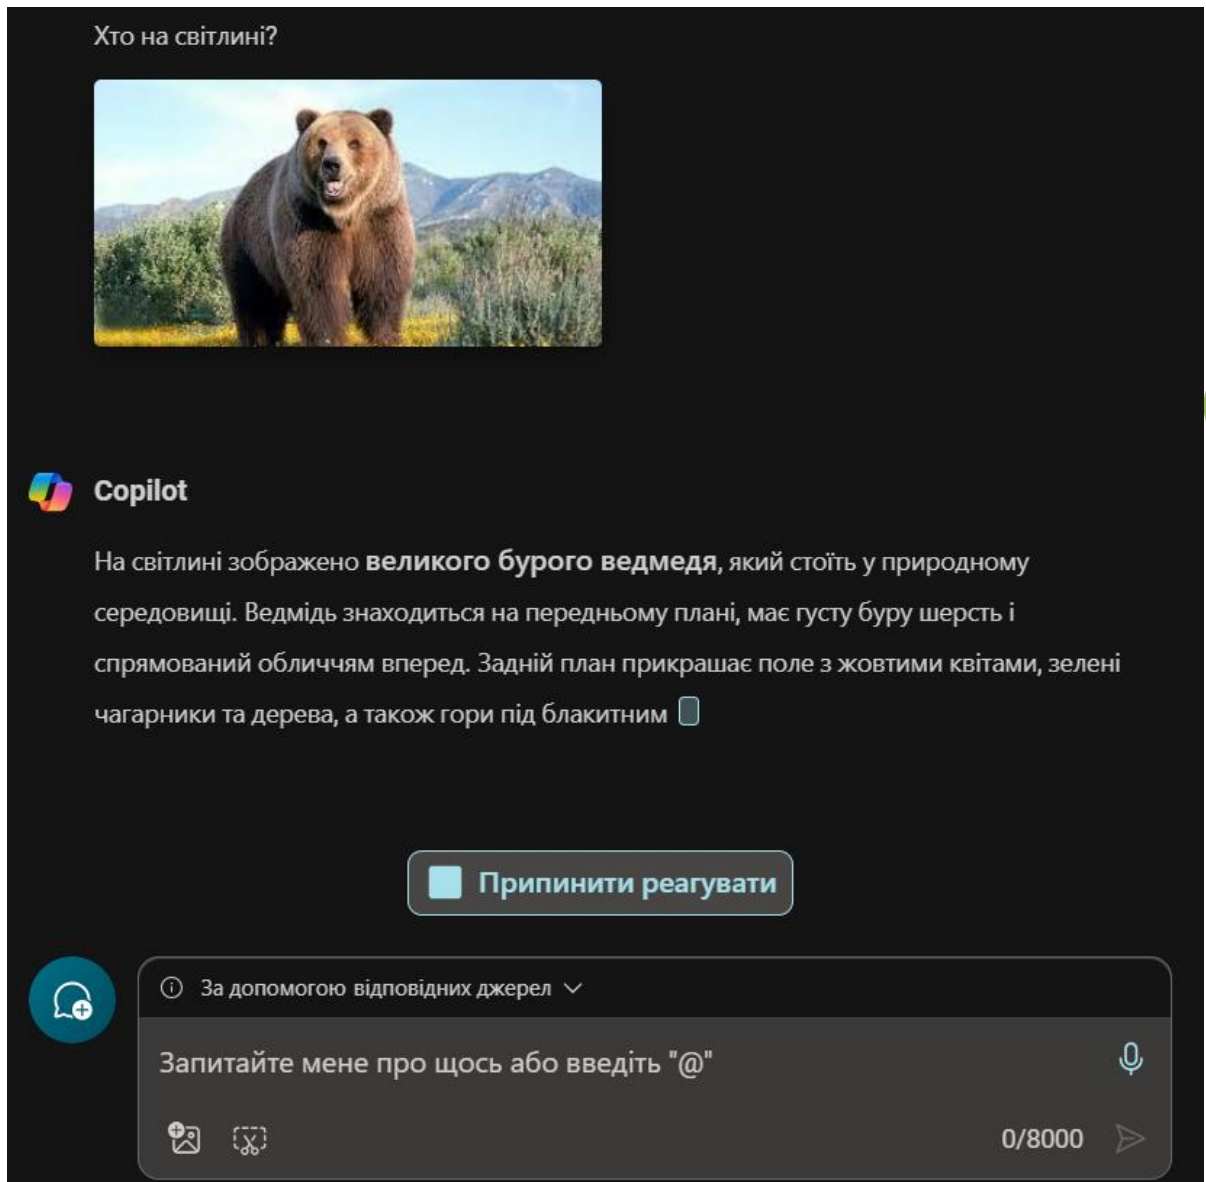 Хто на світлині?
Copilot
На світлині зображено великого бурого ведмедя, який стоїть у природному
середовищі. Ведмідь знаходиться на передньому плані, має густу буру шерсть і
спрямований обличчям вперед. Задній план прикрашає поле з жовтими квітами, зелені
чагарники та дерева, а також гори під блакитним
Припинити реагувати
За допомогою відповідних джерел
Запитайте мене про щось або введіть "@"
0/8000